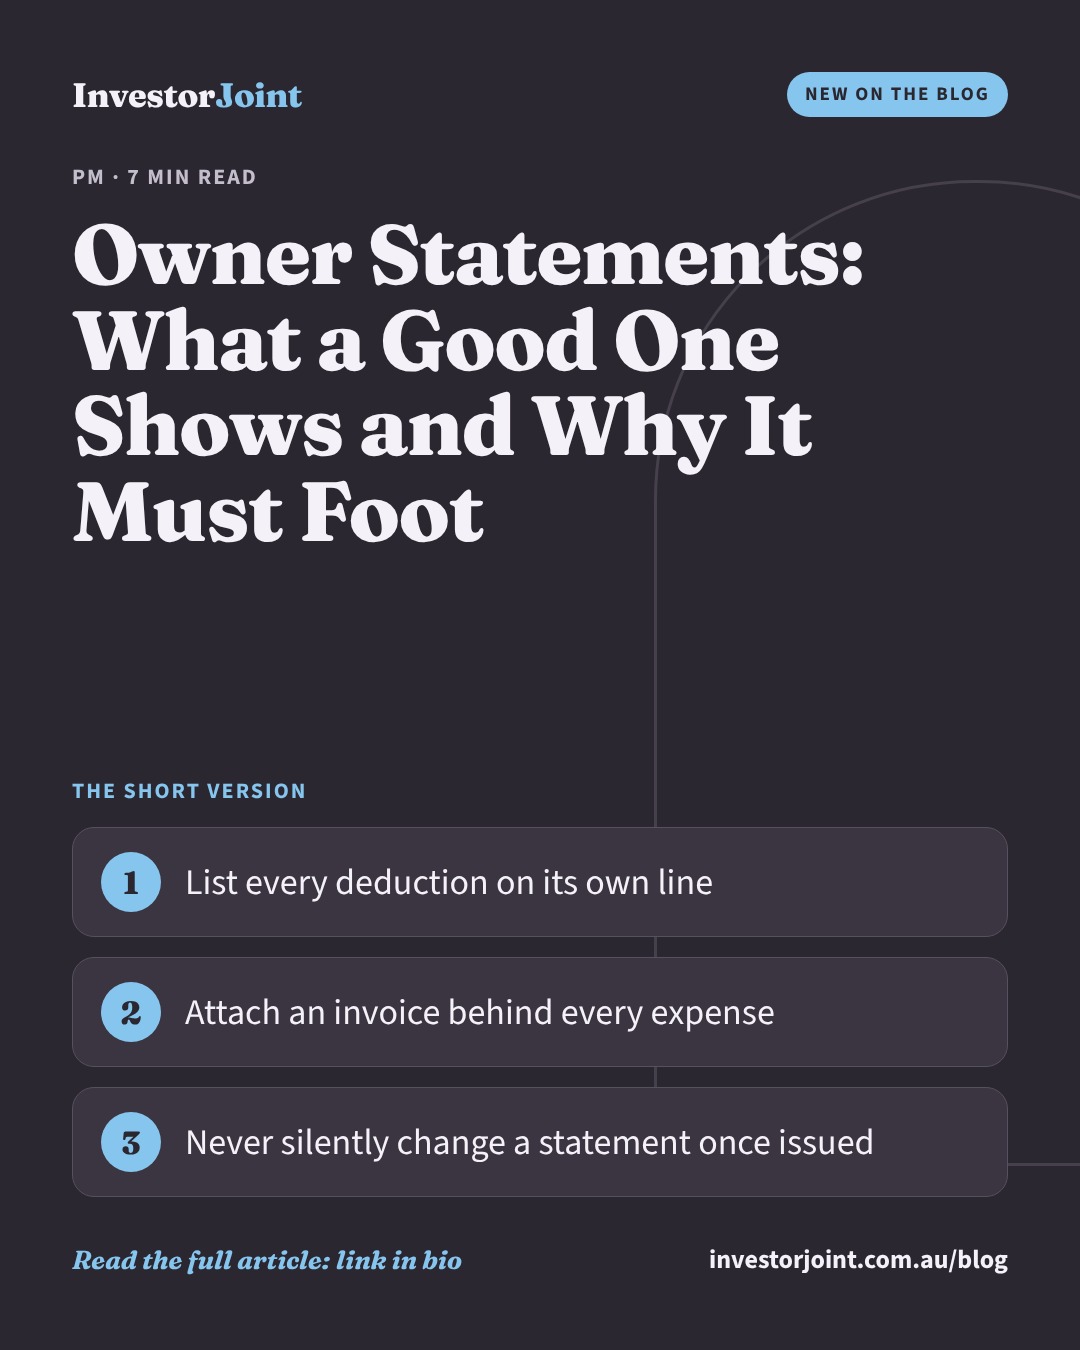 InvestorJoint
NEW ON THE BLOG
PM · 7 MIN READ
Owner Statements:
What a Good One
Shows and Why It
Must Foot
THE SHORT VERSION
1 List every deduction on its own line
2 Attach an invoice behind every expense
3 Never silently change a statement once issued
Read the full article: link in bio
investorjoint.com.au/blog